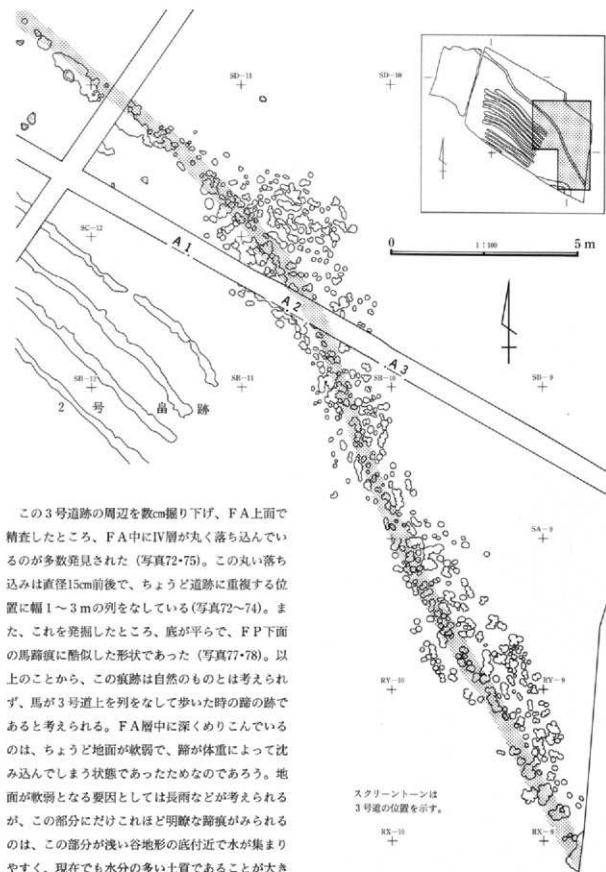 SD-11
SD-10
SC-12
A1
0 1:100 5 m
A2
A3
SB-12
SB-11
SB-10
SB-9
2号畠跡
SA-9
RY-10
RY-9
スクリーントーンは
3号道の位置を示す。
RX-10
RX-9
この3号道跡の周辺を数cm掘り下げ、FA上面で
精査したところ、FA中にⅣ層が丸く落ち込んでい
るのが多数発見された（写真72・75）。この丸い落ち
込みは直径15cm前後で、ちょうど道跡に重複する位
置に幅1〜3mの列をなしている(写真72〜74)。ま
た、これを発掘したところ、底が平らで、FP下面
の馬蹄痕に酷似した形状であった（写真77・78)。以
上のことから、この痕跡は自然のものとは考えられ
ず、馬が3号道上を列をなして歩いた時の蹄の跡で
あると考えられる。FA層中に深くめりこんでいる
のは、ちょうど地面が軟弱で、蹄が体重によって沈
み込んでしまう状態であったためなのであろう。地
面が軟弱となる要因としては長雨などが考えられる
が、この部分にだけこれほど明瞭な蹄痕がみられる
のは、この部分が浅い谷地形の底付近で水が集まり
やすく、現在でも水分の多い土質であることが大き